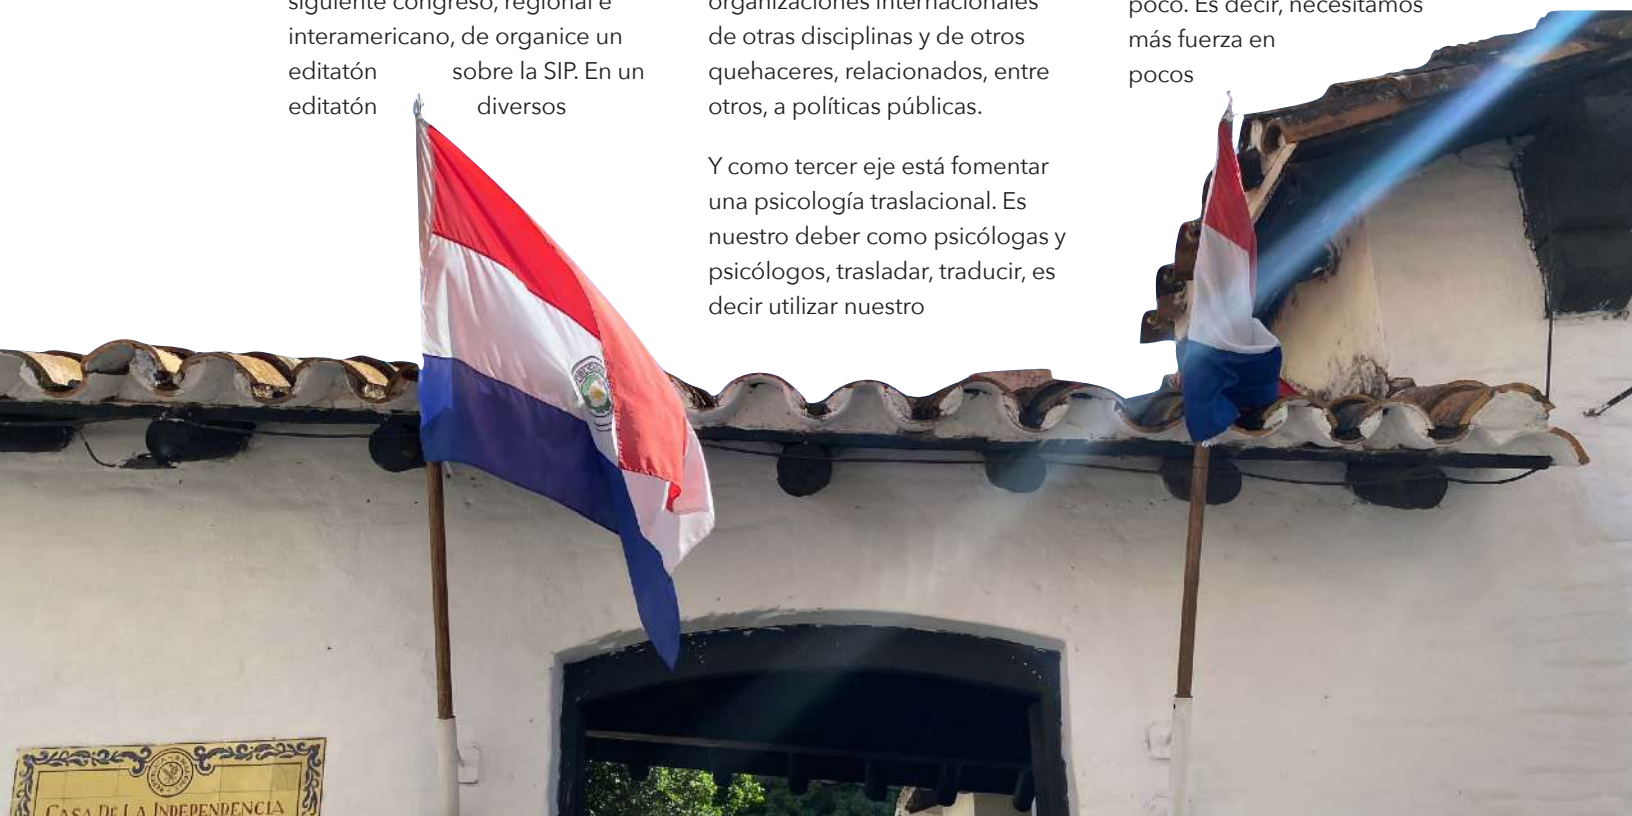 siguiente congreso, regional e
interamericano, de organice un
editatón sobre la SIP. En un
editatón diversos
organizaciones internacionales
de otras disciplinas y de otros
quehaceres, relacionados, entre
otros, a políticas públicas.
Y como tercer eje está fomentar
una psicología traslacional. Es
nuestro deber como psicólogas y
psicólogos, trasladar, traducir, es
decir utilizar nuestro
poco. Es decir, necesitamos
más fuerza en
pocos
CASA DE LA INDEPENDENCIA